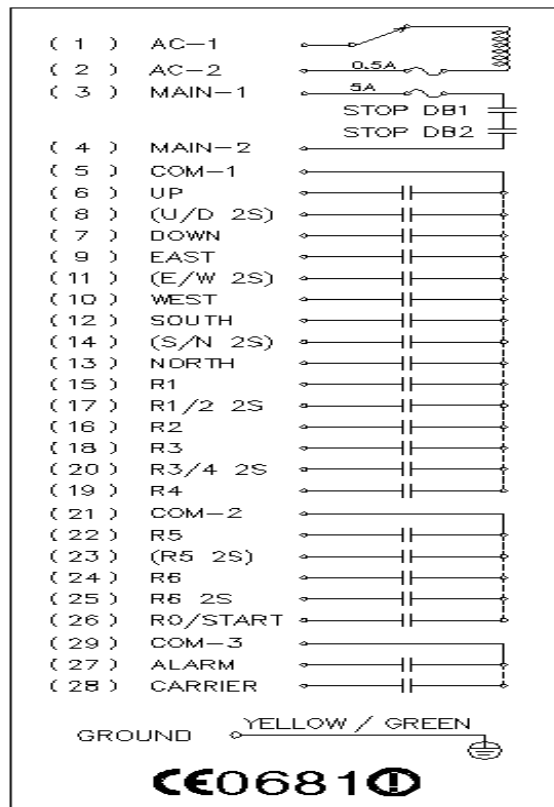 ( 1 ) AC-1
( 2 ) AC-2 0.5A
( 3 ) MAIN-1 5A
STOP DB1
STOP DB2
( 4 ) MAIN-2
( 5 ) COM-1
( 6 ) UP
( 8 ) (U/D 2S)
( 7 ) DOWN
( 9 ) EAST
( 11 ) (E/W 2S)
( 10 ) WEST
( 12 ) SOUTH
( 14 ) (S/N 2S)
( 13 ) NORTH
( 15 ) R1
( 17 ) R1/2 2S
( 16 ) R2
( 18 ) R3
( 20 ) R3/4 2S
( 19 ) R4
( 21 ) COM-2
( 22 ) R5
( 23 ) (R5 2S)
( 24 ) R6
( 25 ) R6 2S
( 26 ) R0/START
( 29 ) COM-3
( 27 ) ALARM
( 28 ) CARRIER
GROUND YELLOW / GREEN
CE0681